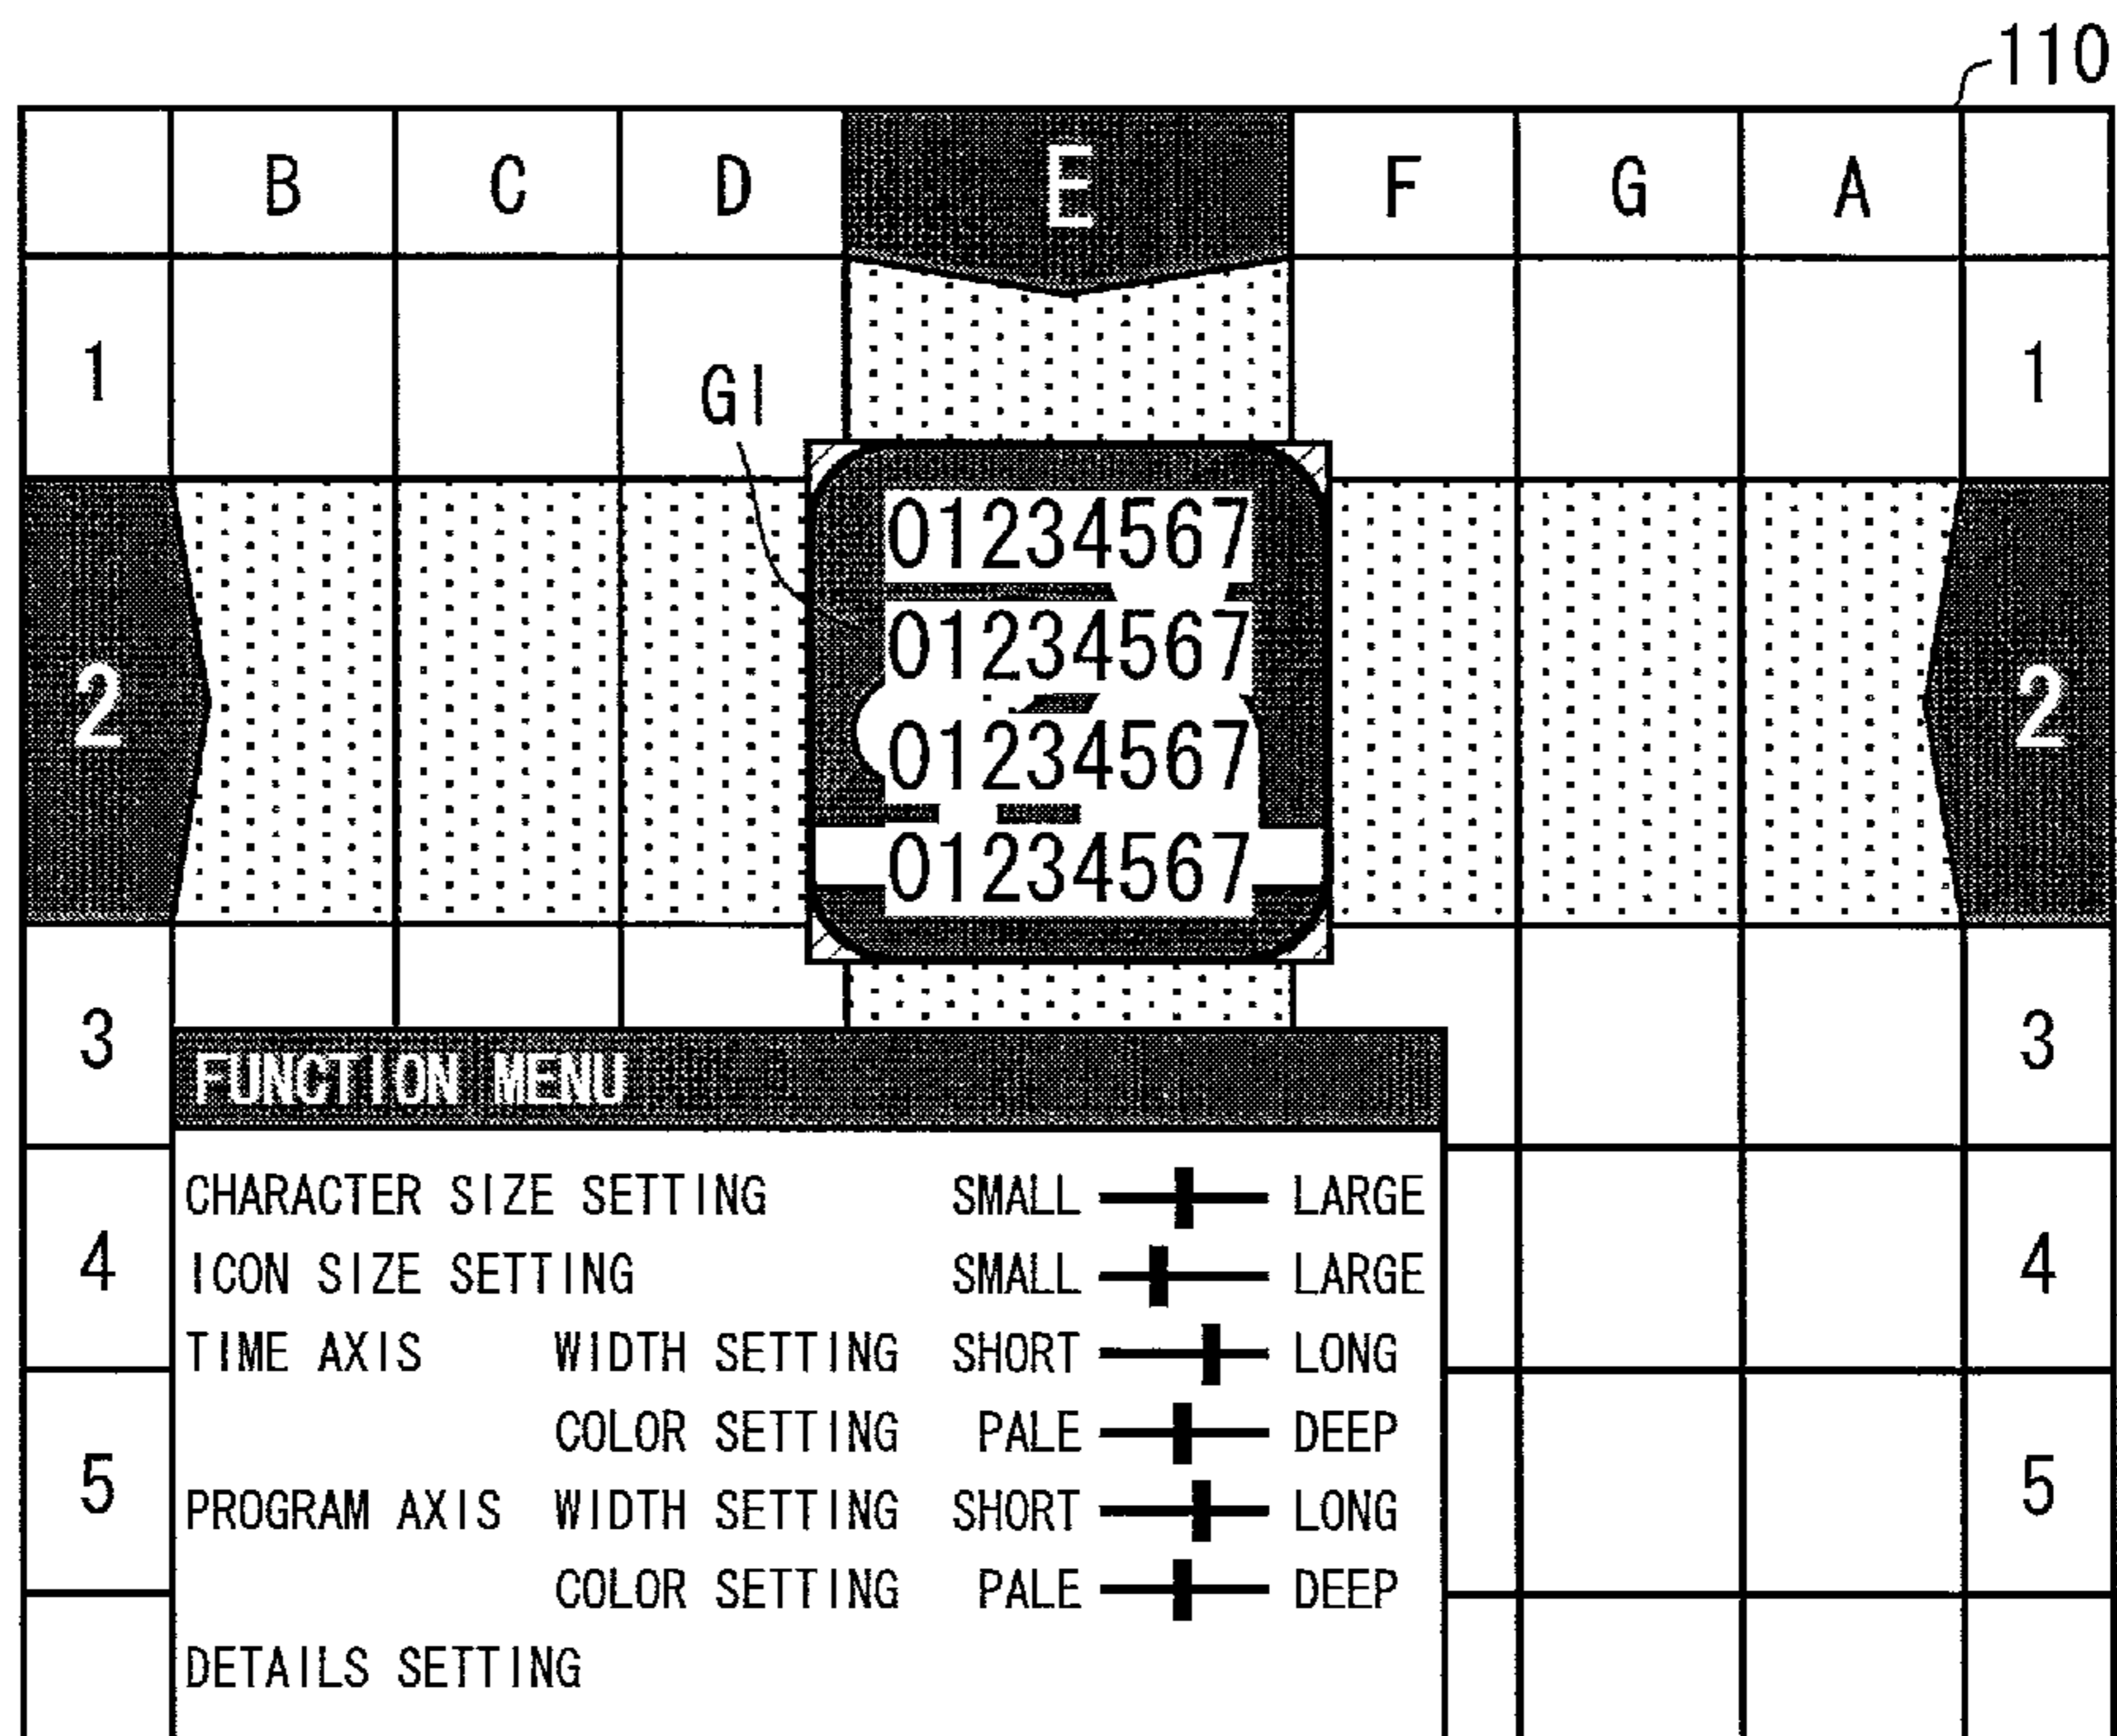 110
B C D E F G A
1 1
GI
01234567
01234567
2 2
01234567
01234567
3 3
FUNCTION MENU
CHARACTER SIZE SETTING SMALL LARGE
4 4
ICON SIZE SETTING SMALL LARGE
TIME AXIS WIDTH SETTING SHORT LONG
COLOR SETTING PALE DEEP
5 5
PROGRAM AXIS WIDTH SETTING SHORT LONG
COLOR SETTING PALE DEEP
DETAILS SETTING